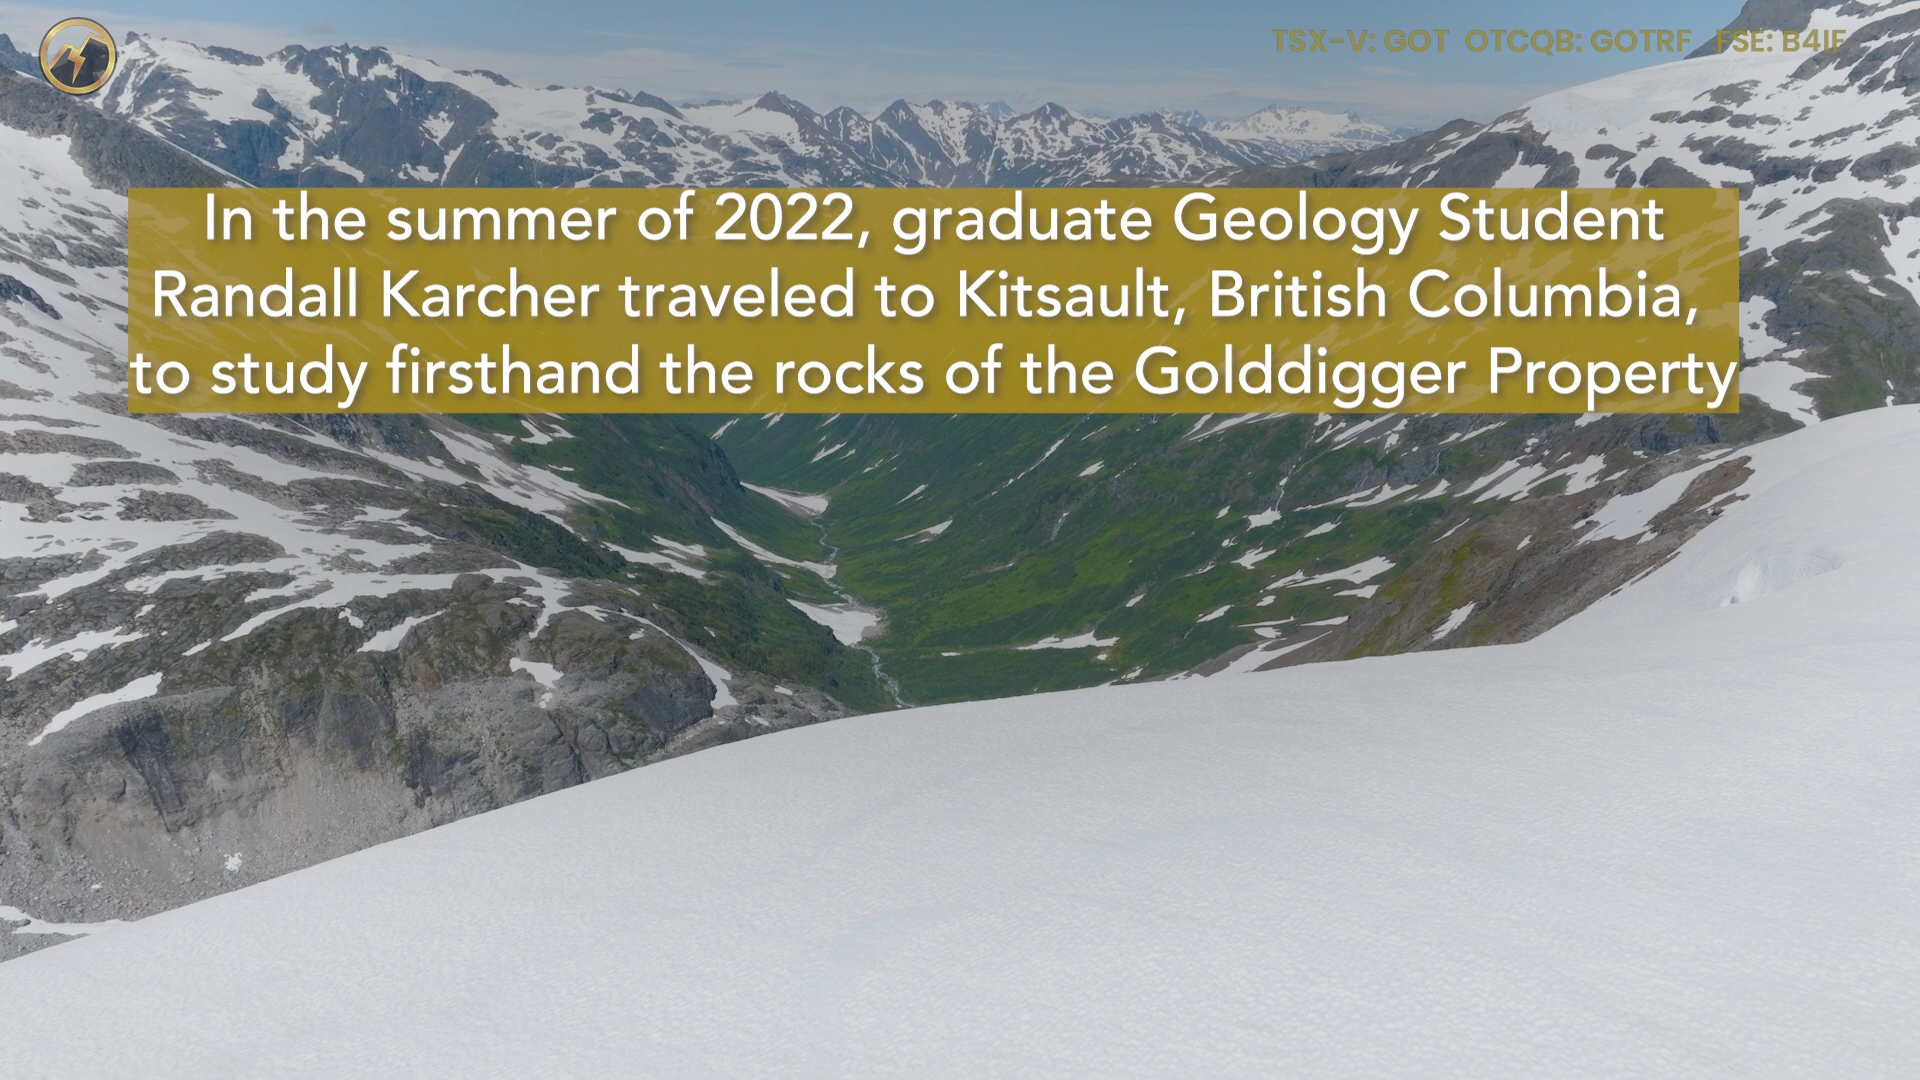 TSX-V: GOT OTCQB: GOTRF FSE: B4IF
In the summer of 2022, graduate Geology Student
Randall Karcher traveled to Kitsault, British Columbia,
to study firsthand the rocks of the Golddigger Property